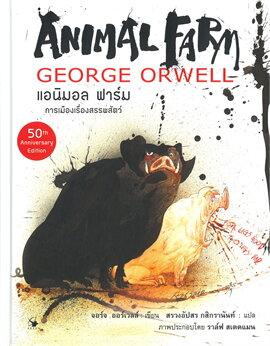 ANIMAL FARM
GEORGE ORWELL
แอนิมอล ฟาร์ม
การเมืองเรื่องสรรพสัตว์
50th
Anniversary
Edition
จอร์จ ออร์เวลล์ : เขียน สรวงอัปสร กสิกรานันท์ : แปล
ภาพประกอบโดย ราล์ฟ สเตดแมน